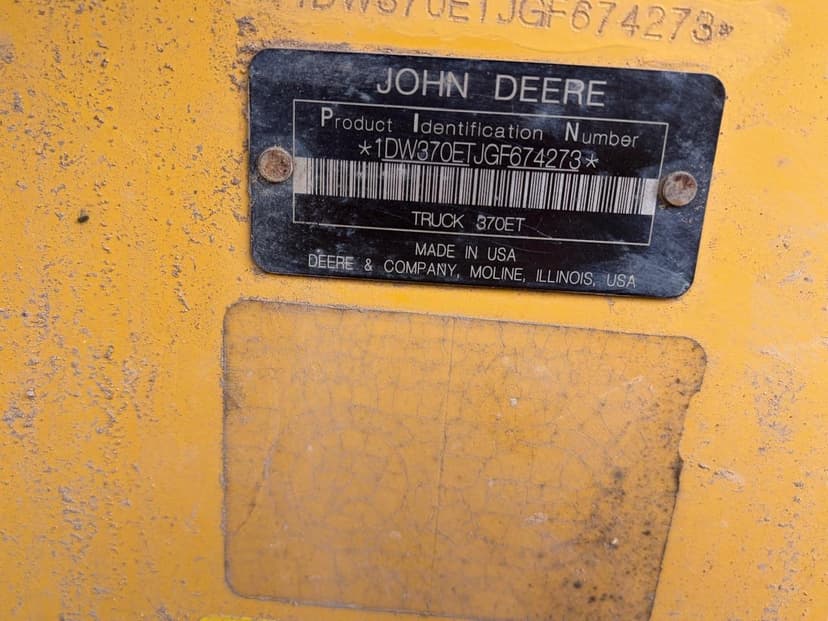 1DW370ETJGF674273*
JOHN DEERE
Product Identification Number
*1DW370ETJGF674273*
TRUCK 370ET
MADE IN USA
DEERE & COMPANY, MOLINE, ILLINOIS, USA